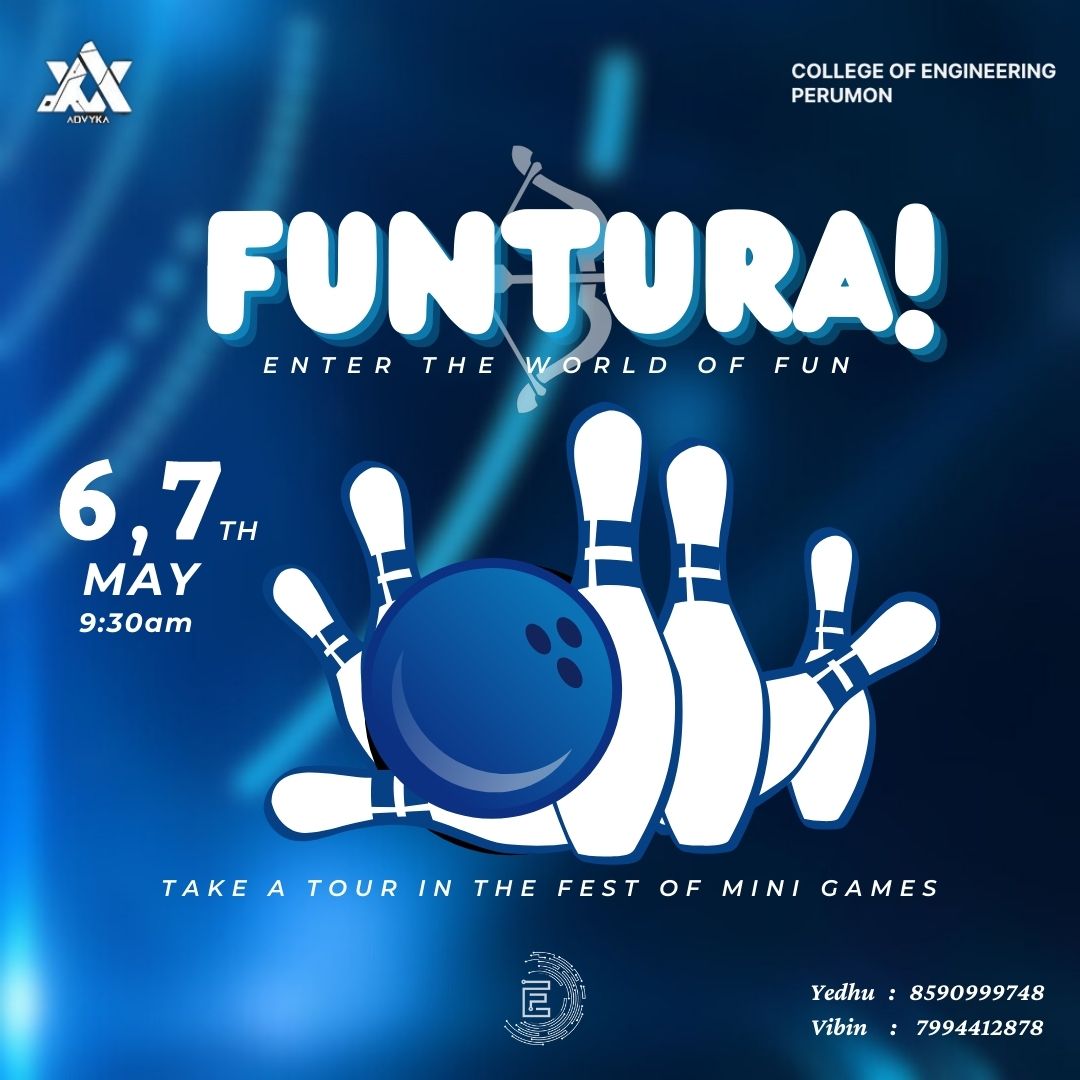 ADVYKA
COLLEGE OF ENGINEERING
PERUMON
FUNTURA!
ENTER THE WORLD OF FUN
6,7TH
MAY
9:30am
TAKE A TOUR IN THE FEST OF MINI GAMES
E
Yedhu : 8590999748
Vibin : 7994412878